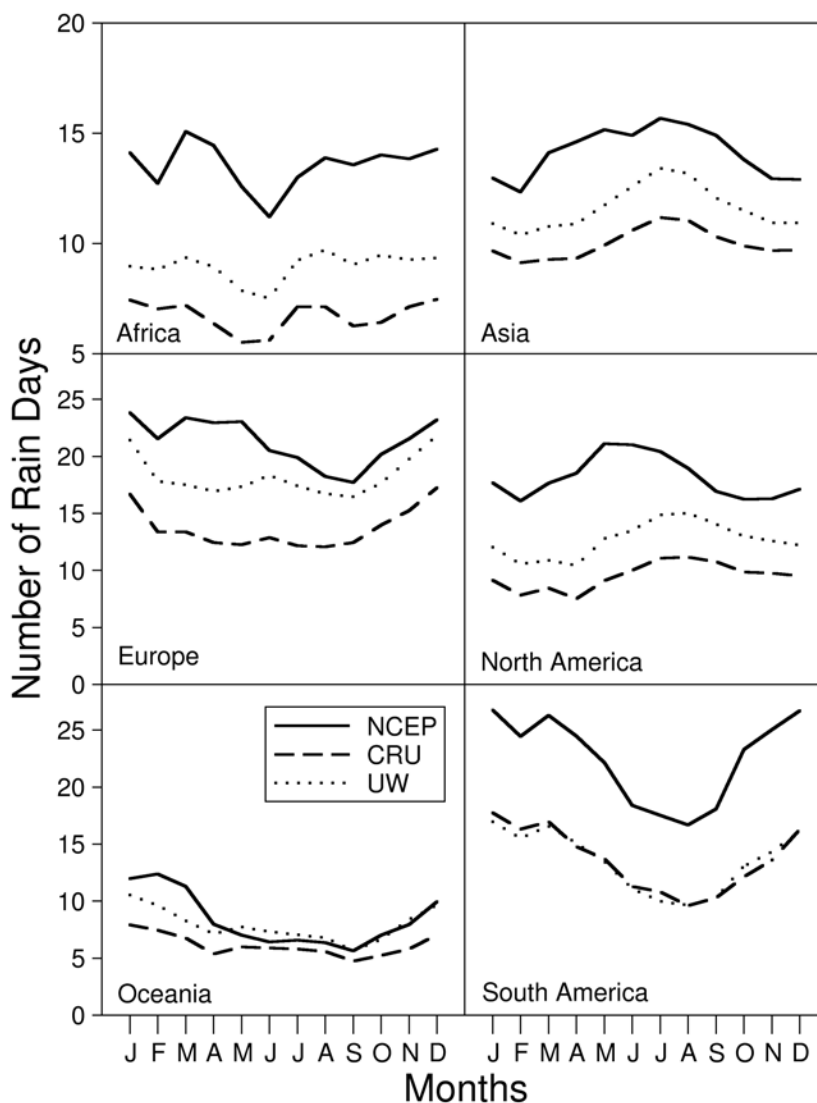 Number of Rain Days
20
15
10
5
Africa
Asia
25
20
15
10
5
0
Europe
North America
25
20
15
10
5
0
NCEP
CRU
UW
Oceania
South America
J F M A M J J A S O N D
J F M A M J J A S O N D
Months